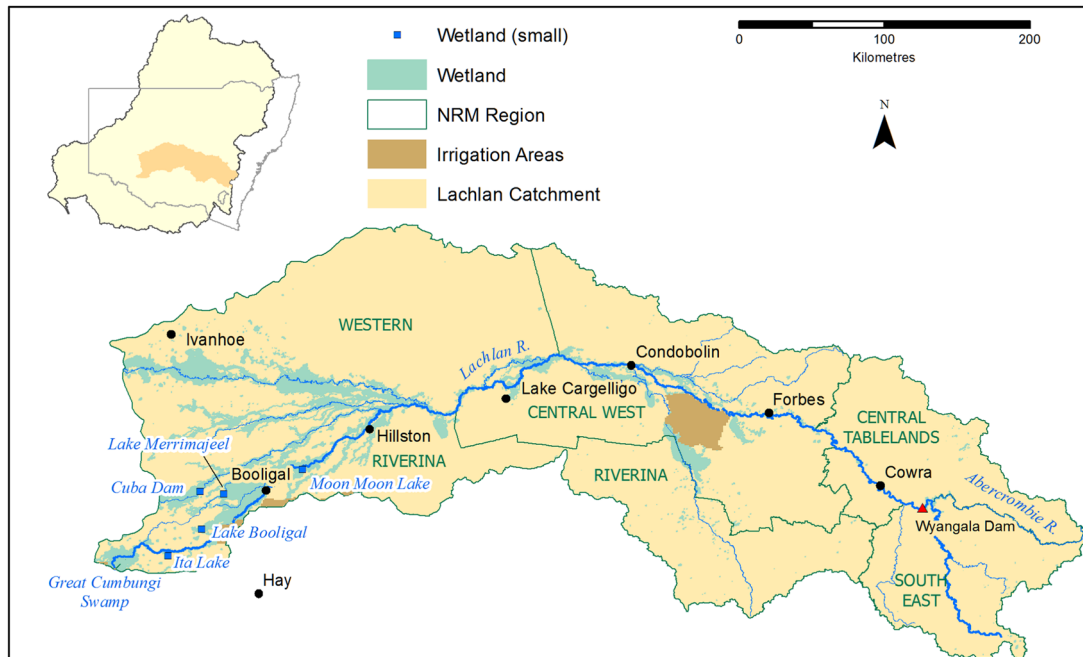 Wetland (small)
Wetland
NRM Region
Irrigation Areas
Lachlan Catchment
0 100 200
Kilometres
N
WESTERN
Ivanhoe
Lachlan R.
Condobolin
Lake Cargelligo
CENTRAL WEST
Forbes
CENTRAL
TABLELANDS
Hillston
RIVERINA
RIVERINA
Lake Merrimajeel
Booligal
Moon Moon Lake
Cuba Dam
Cowra
Abercrombie R.
Wyangala Dam
Lake Booligal
Ita Lake
Great Cumbungi
Swamp
Hay
SOUTH
EAST